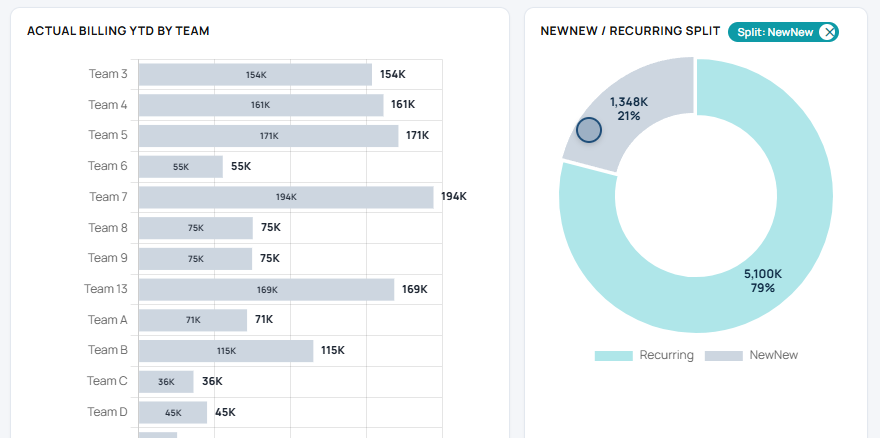 ACTUAL BILLING YTD BY TEAM
Team 3 154K 154K
Team 4 161K 161K
Team 5 171K 171K
Team 6 55K 55K
Team 7 194K 194K
Team 8 75K 75K
Team 9 75K 75K
Team 13 169K 169K
Team A 71K 71K
Team B 115K 115K
Team C 36K 36K
Team D 45K 45K
NEWNEW / RECURRING SPLIT Split: NewNew
1,348K
21%
5,100K
79%
Recurring NewNew